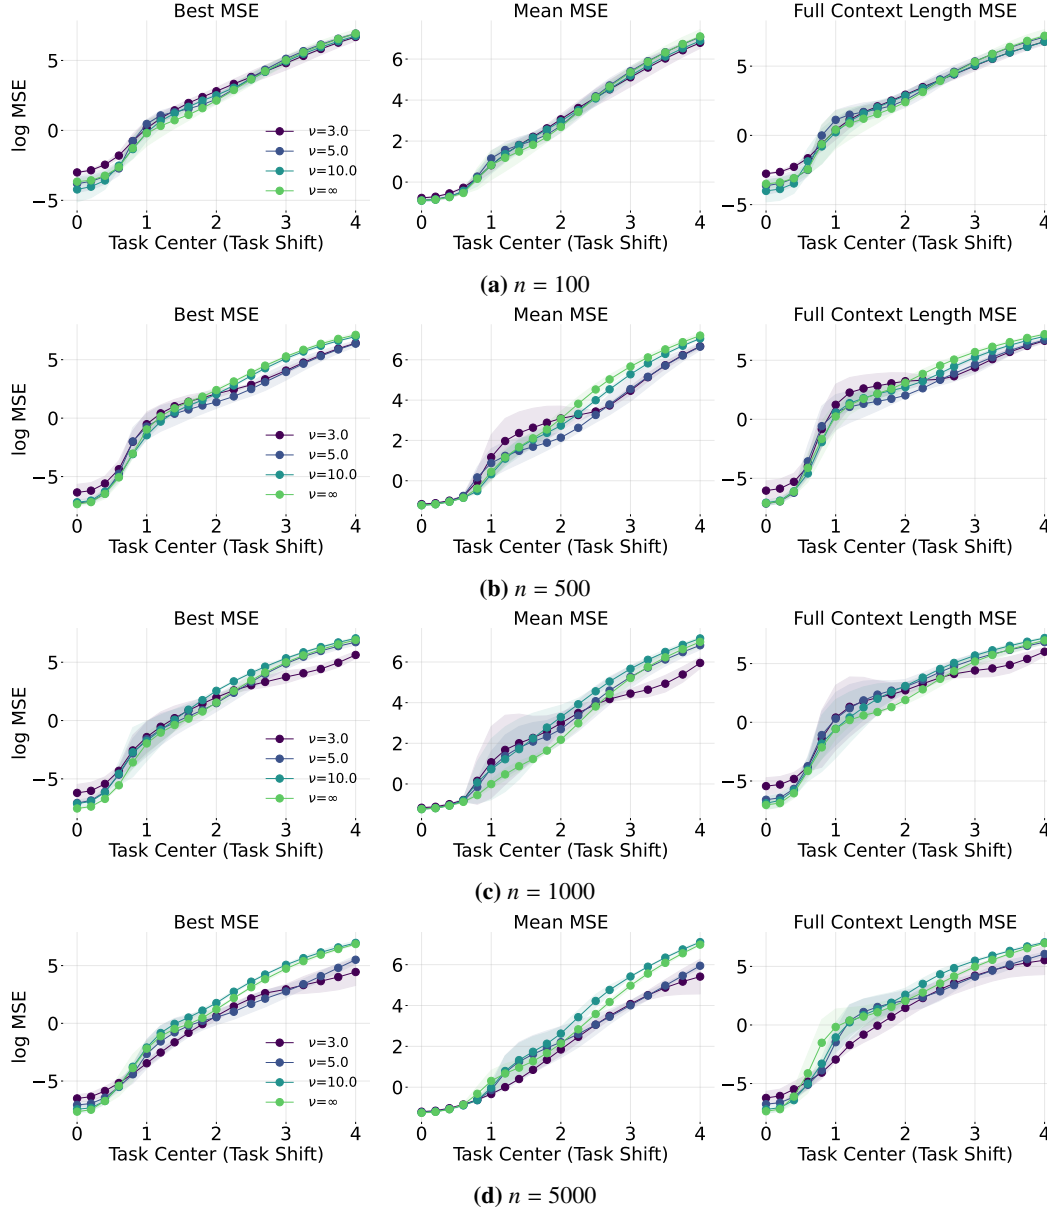 Best MSE
Mean MSE
Full Context Length MSE
log MSE
5
0
−5
6
4
2
0
5
0
−5
ν=3.0
ν=5.0
ν=10.0
ν=∞
0 1 2 3 4
0 1 2 3 4
0 1 2 3 4
Task Center (Task Shift)
Task Center (Task Shift)
Task Center (Task Shift)
(a) n = 100
Best MSE
Mean MSE
Full Context Length MSE
log MSE
5
0
−5
6
4
2
0
5
0
−5
ν=3.0
ν=5.0
ν=10.0
ν=∞
0 1 2 3 4
0 1 2 3 4
0 1 2 3 4
Task Center (Task Shift)
Task Center (Task Shift)
Task Center (Task Shift)
(b) n = 500
Best MSE
Mean MSE
Full Context Length MSE
log MSE
5
0
−5
6
4
2
0
5
0
−5
ν=3.0
ν=5.0
ν=10.0
ν=∞
0 1 2 3 4
0 1 2 3 4
0 1 2 3 4
Task Center (Task Shift)
Task Center (Task Shift)
Task Center (Task Shift)
(c) n = 1000
Best MSE
Mean MSE
Full Context Length MSE
log MSE
5
0
−5
6
4
2
0
5
0
−5
ν=3.0
ν=5.0
ν=10.0
ν=∞
0 1 2 3 4
0 1 2 3 4
0 1 2 3 4
Task Center (Task Shift)
Task Center (Task Shift)
Task Center (Task Shift)
(d) n = 5000